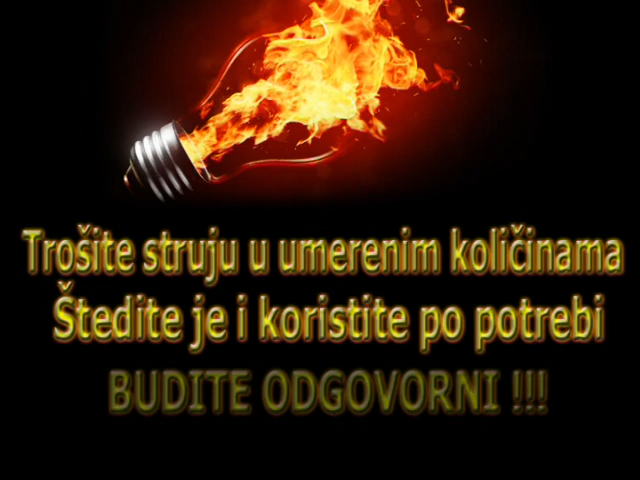 Trošite struju u umerenim količinama
Štedite je i koristite po potrebi
BUDITE ODGOVORNI !!!